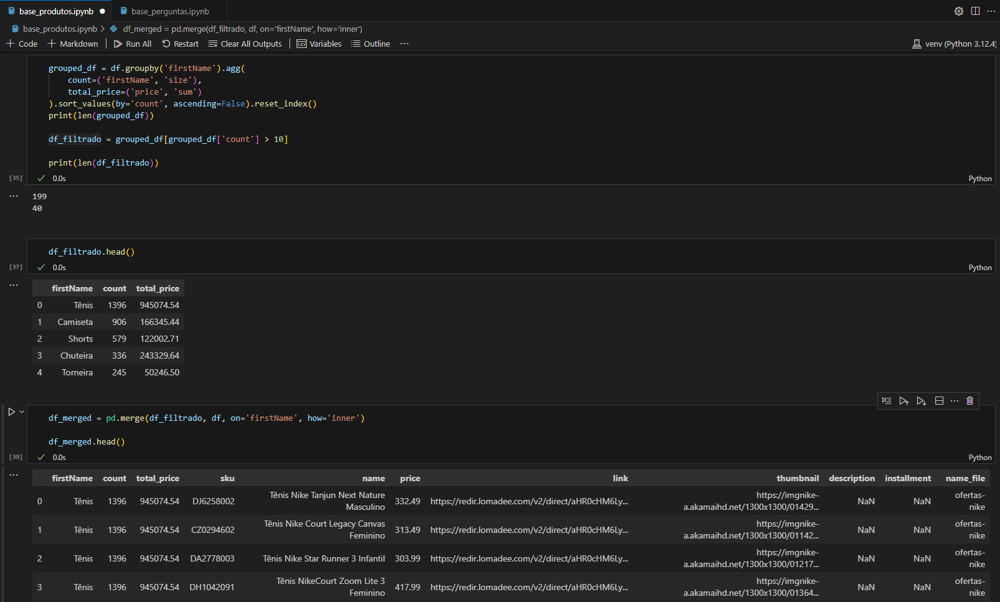 base_produtos.ipynb
base_perguntas.ipynb
base_produtos.ipynb > df_merged = pd.merge(df_filtrado, df, on='firstName', how='inner')
+ Code + Markdown Run All Restart Clear All Outputs Variables Outline ...
venv (Python 3.12.4)
grouped_df = df.groupby('firstName').agg(
    count=('firstName', 'size'),
    total_price=('price', 'sum')
).sort_values(by='count', ascending=False).reset_index()
print(len(grouped_df))
df_filtrado = grouped_df[grouped_df['count'] > 10]
print(len(df_filtrado))
[35] 0.0s Python
199
40
df_filtrado.head()
[37] 0.0s Python
firstName count total_price
0 Tênis 1396 945074.54
1 Camiseta 906 166345.44
2 Shorts 579 122002.71
3 Chuteira 336 243329.64
4 Torneira 245 50246.50
df_merged = pd.merge(df_filtrado, df, on='firstName', how='inner')
df_merged.head()
[39] 0.0s Python
firstName count total_price sku name price link thumbnail description installment name_file
0 Tênis 1396 945074.54 DJ6258002 Tênis Nike Tanjun Next Nature Masculino 332.49 https://redir.lomadee.com/v2/direct/aHR0cHM6Ly... https://imgnike-a.akamaihd.net/1300x1300/01429... NaN NaN ofertas-nike
1 Tênis 1396 945074.54 CZ0294602 Tênis Nike Court Legacy Canvas Feminino 313.49 https://redir.lomadee.com/v2/direct/aHR0cHM6Ly... https://imgnike-a.akamaihd.net/1300x1300/01142... NaN NaN ofertas-nike
2 Tênis 1396 945074.54 DA2778003 Tênis Nike Star Runner 3 Infantil 303.99 https://redir.lomadee.com/v2/direct/aHR0cHM6Ly... https://imgnike-a.akamaihd.net/1300x1300/01217... NaN NaN ofertas-nike
3 Tênis 1396 945074.54 DH1042091 Tênis NikeCourt Zoom Lite 3 Feminino 417.99 https://redir.lomadee.com/v2/direct/aHR0cHM6Ly... https://imgnike-a.akamaihd.net/1300x1300/01364... NaN NaN ofertas-nike